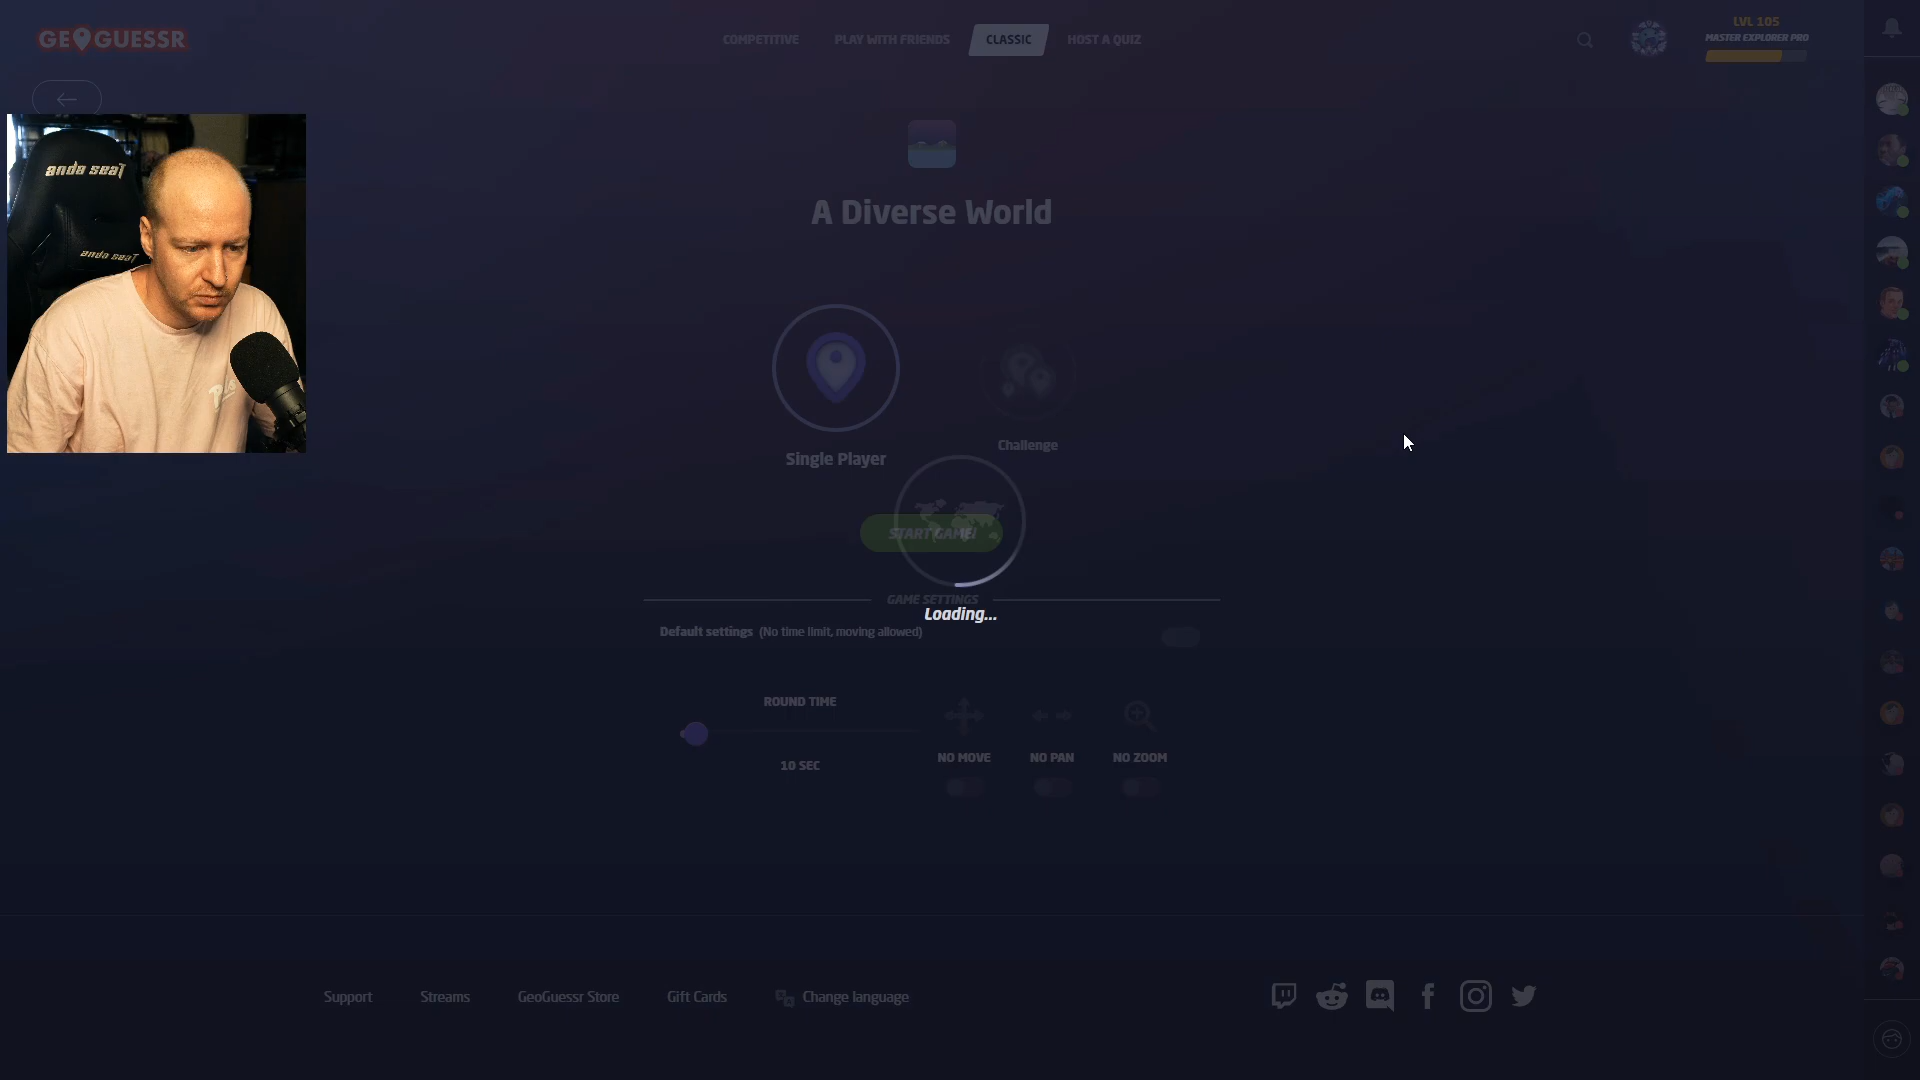 GEOGUESSR
COMPETITIVE
PLAY WITH FRIENDS
CLASSIC
HOST A QUIZ
LVL 105
MASTER EXPLORER PRO
anda seaT
anda seaT
A Diverse World
Single Player
Challenge
START GAME!
GAME SETTINGS
Loading...
Default settings (No time limit, moving allowed)
ROUND TIME
10 SEC
NO MOVE
NO PAN
NO ZOOM
Support
Streams
GeoGuessr Store
Gift Cards
Change language